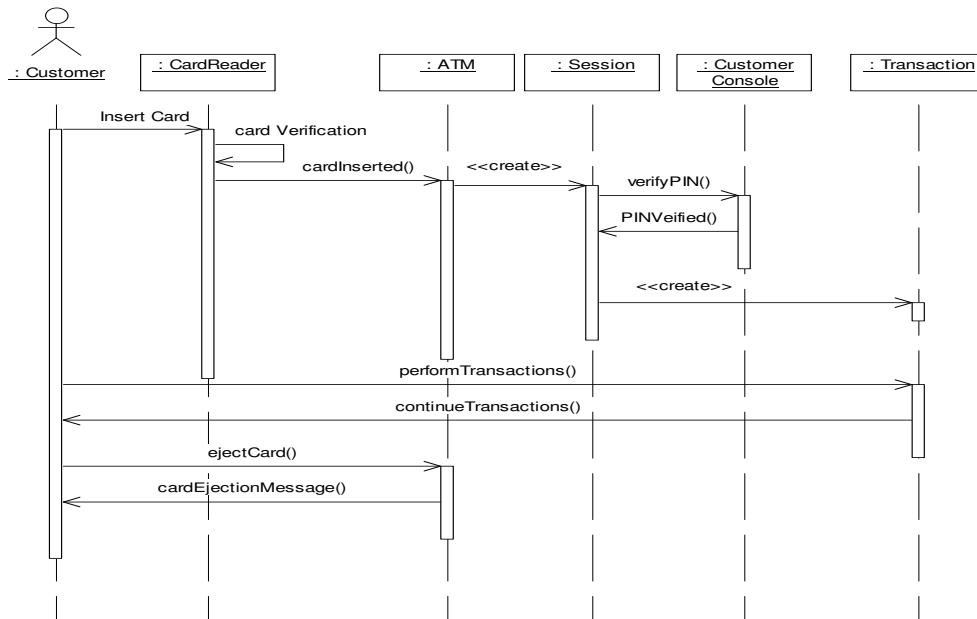 : Customer
: CardReader
: ATM
: Session
: Customer
Console
: Transaction
Insert Card
card Verification
cardInserted()
<<create>>
verifyPIN()
PINVeified()
<<create>>
performTransactions()
continueTransactions()
ejectCard()
cardEjectionMessage()